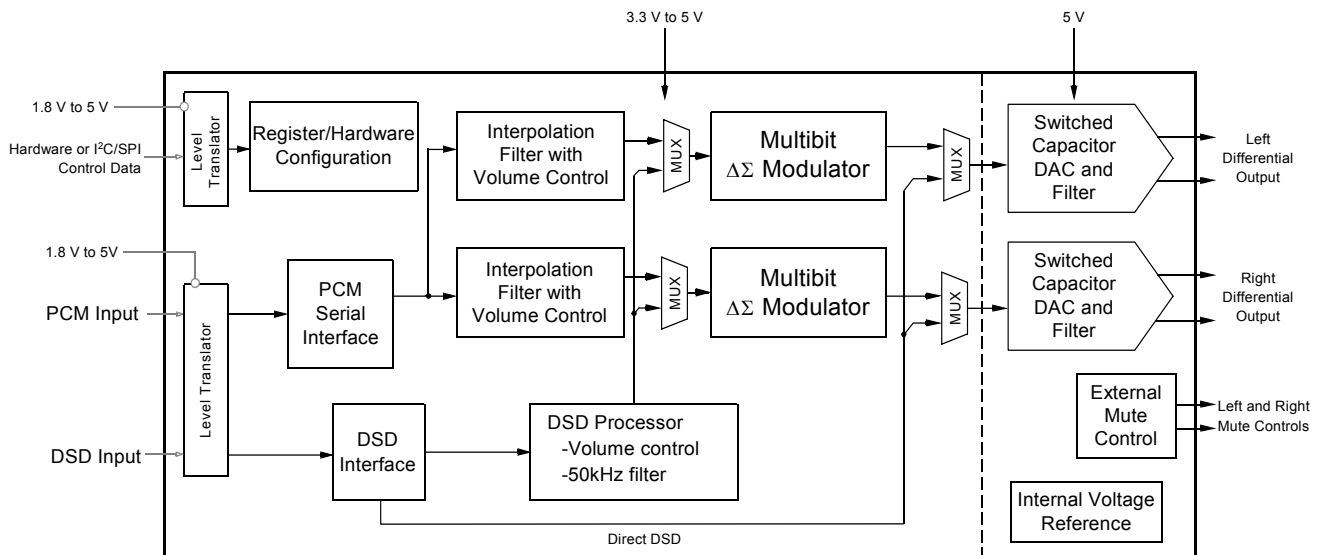 3.3 V to 5 V
5 V
1.8 V to 5 V
Hardware or I²C/SPI
Control Data
Level
Translator
Register/Hardware
Configuration
Interpolation
Filter with
Volume Control
MUX
Multibit
ΔΣ Modulator
MUX
Switched
Capacitor
DAC and
Filter
Left
Differential
Output
1.8 V to 5V
PCM Input
Level Translator
PCM
Serial
Interface
Interpolation
Filter with
Volume Control
MUX
Multibit
ΔΣ Modulator
MUX
Switched
Capacitor
DAC and
Filter
Right
Differential
Output
DSD Input
DSD
Interface
DSD Processor
-Volume control
-50kHz filter
External
Mute
Control
Left and Right
Mute Controls
Internal Voltage
Reference
Direct DSD